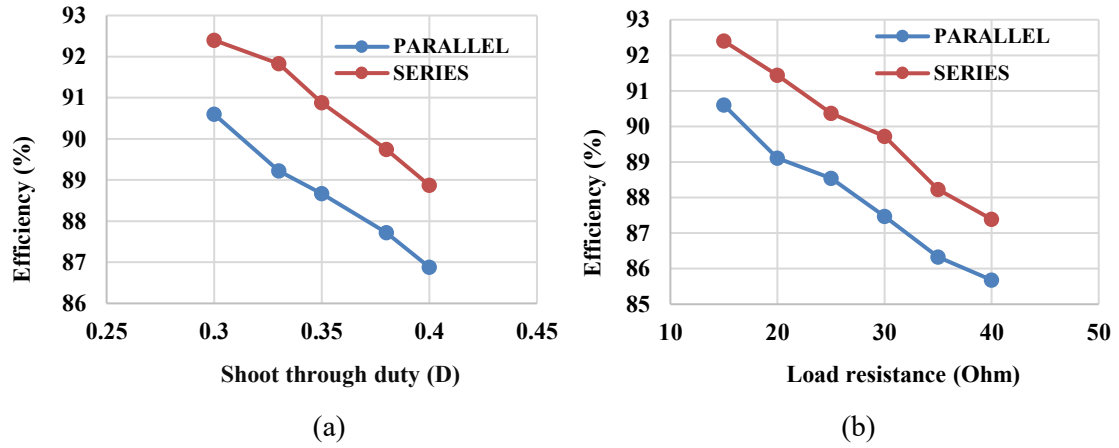 93
92
91
90
89
88
87
86
0.25 0.3 0.35 0.4 0.45
Efficiency (%)
Shoot through duty (D)
PARALLEL
SERIES
(a)
93
92
91
90
89
88
87
86
85
10 20 30 40 50
Efficiency (%)
Load resistance (Ohm)
PARALLEL
SERIES
(b)